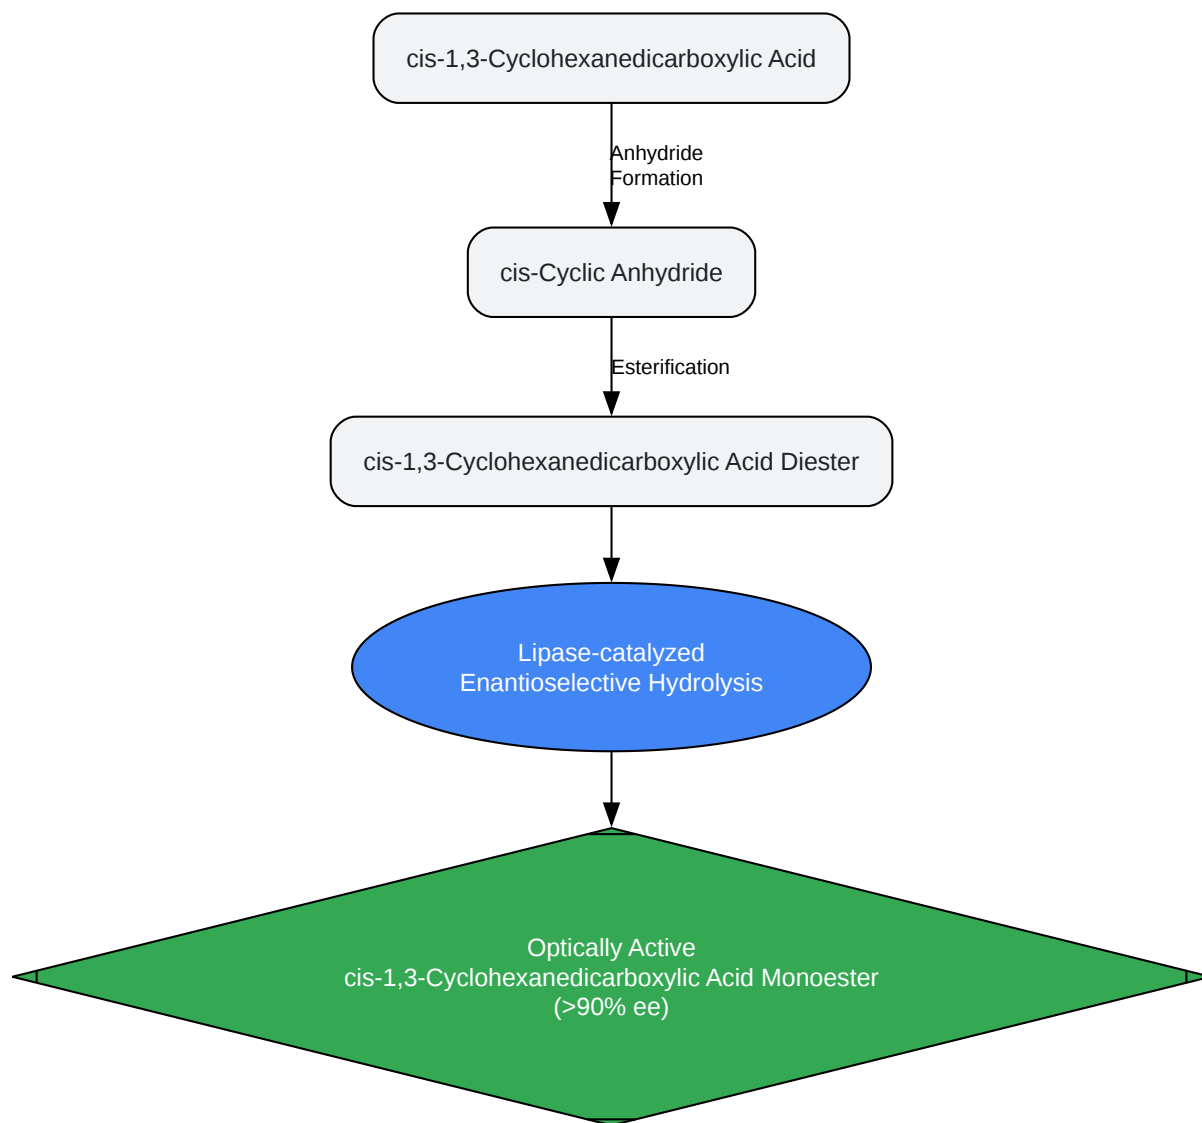 cis-1,3-Cyclohexanedicarboxylic Acid
Anhydride
Formation
cis-Cyclic Anhydride
Esterification
cis-1,3-Cyclohexanedicarboxylic Acid Diester
Lipase-catalyzed
Enantioselective Hydrolysis
Optically Active
cis-1,3-Cyclohexanedicarboxylic Acid Monoester
(>90% ee)